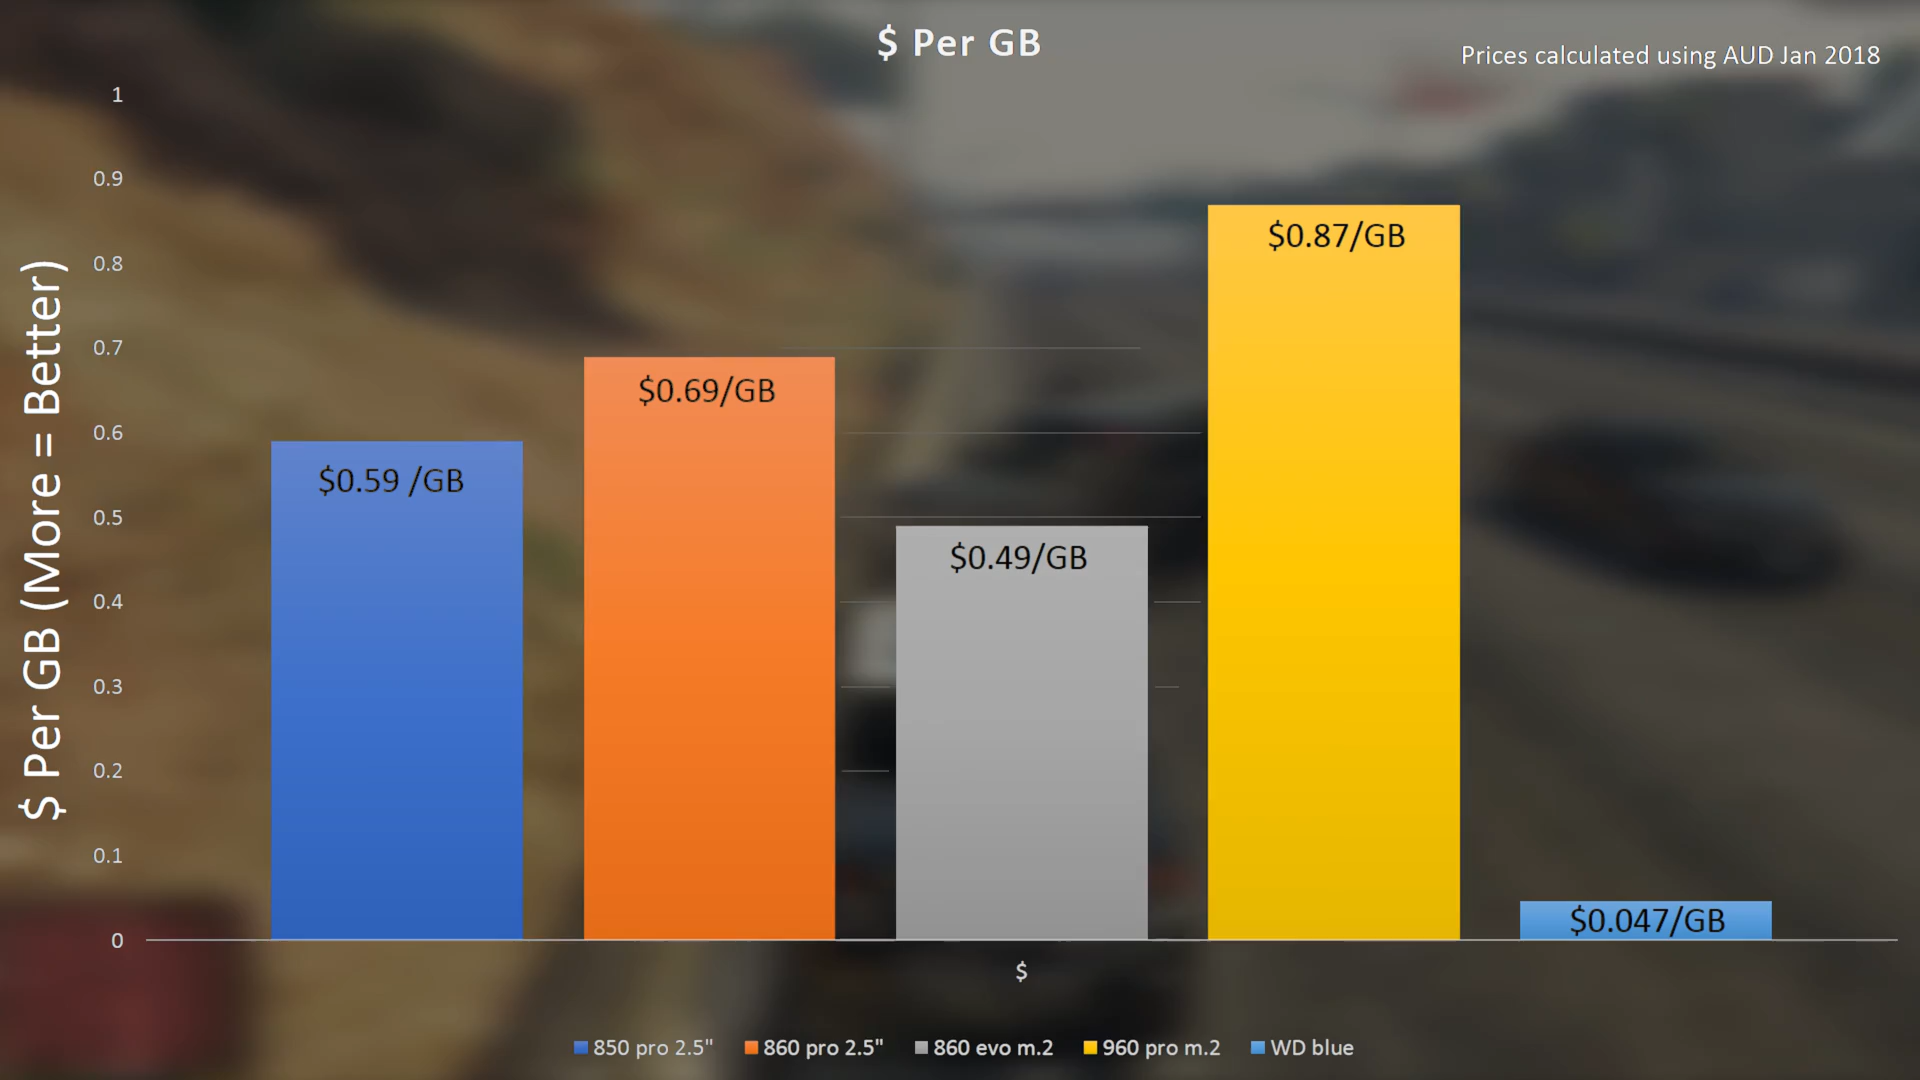 $ Per GB
Prices calculated using AUD Jan 2018
$ Per GB (More = Better)
1
0.9
0.8
0.7
0.6
0.5
0.4
0.3
0.2
0.1
0
$0.59 /GB
$0.69/GB
$0.49/GB
$0.87/GB
$0.047/GB
$
850 pro 2.5" 860 pro 2.5" 860 evo m.2 960 pro m.2 WD blue